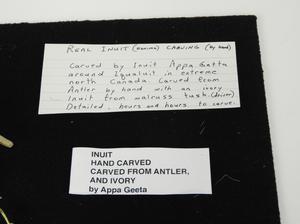 REAL INUIT (ESKIMO) CARVING (by hand)
Carved by Inuit Appa Geeta
around Iqualuit in extreme
north Canada. Carved from
Antler by hand with an ivory
Inuit from walruss tusk.
Detailed, hours and hours to carve.
INUIT
HAND CARVED
CARVED FROM ANTLER,
AND IVORY
by Appa Geeta